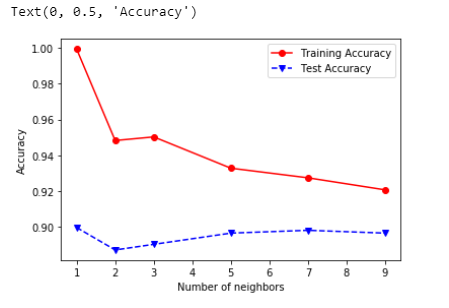 Text(0, 0.5, 'Accuracy')
1.00
0.98
0.96
0.94
0.92
0.90
Accuracy
Training Accuracy
Test Accuracy
1 2 3 4 5 6 7 8 9
Number of neighbors